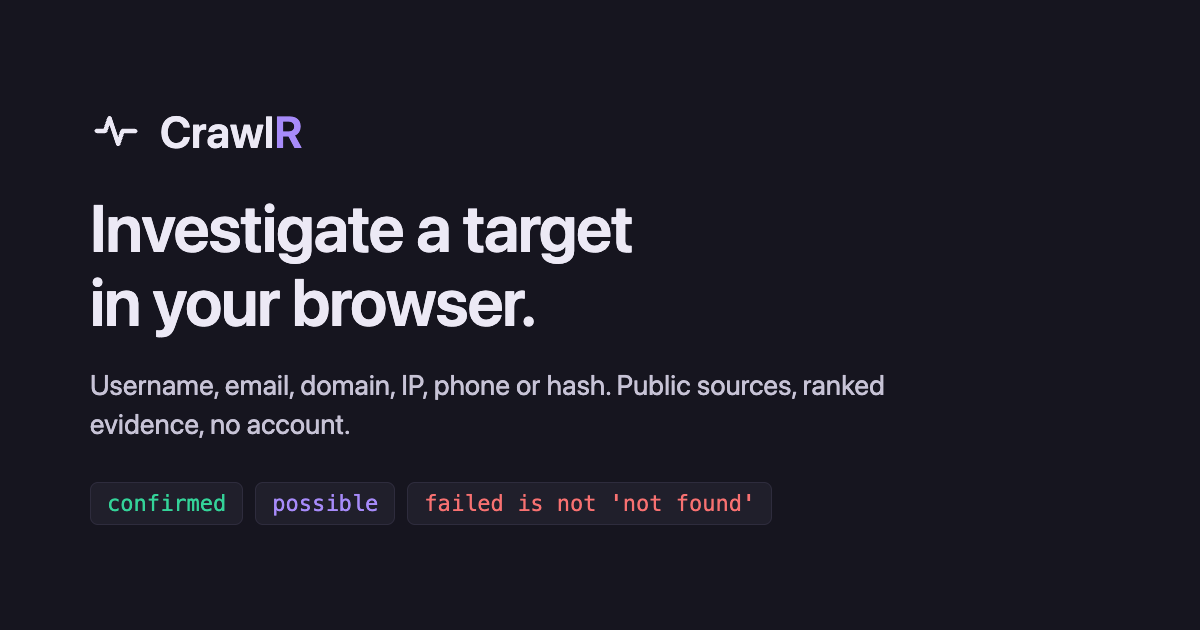 CrawlR
Investigate a target
in your browser.
Username, email, domain, IP, phone or hash. Public sources, ranked
evidence, no account.
confirmed possible failed is not 'not found'